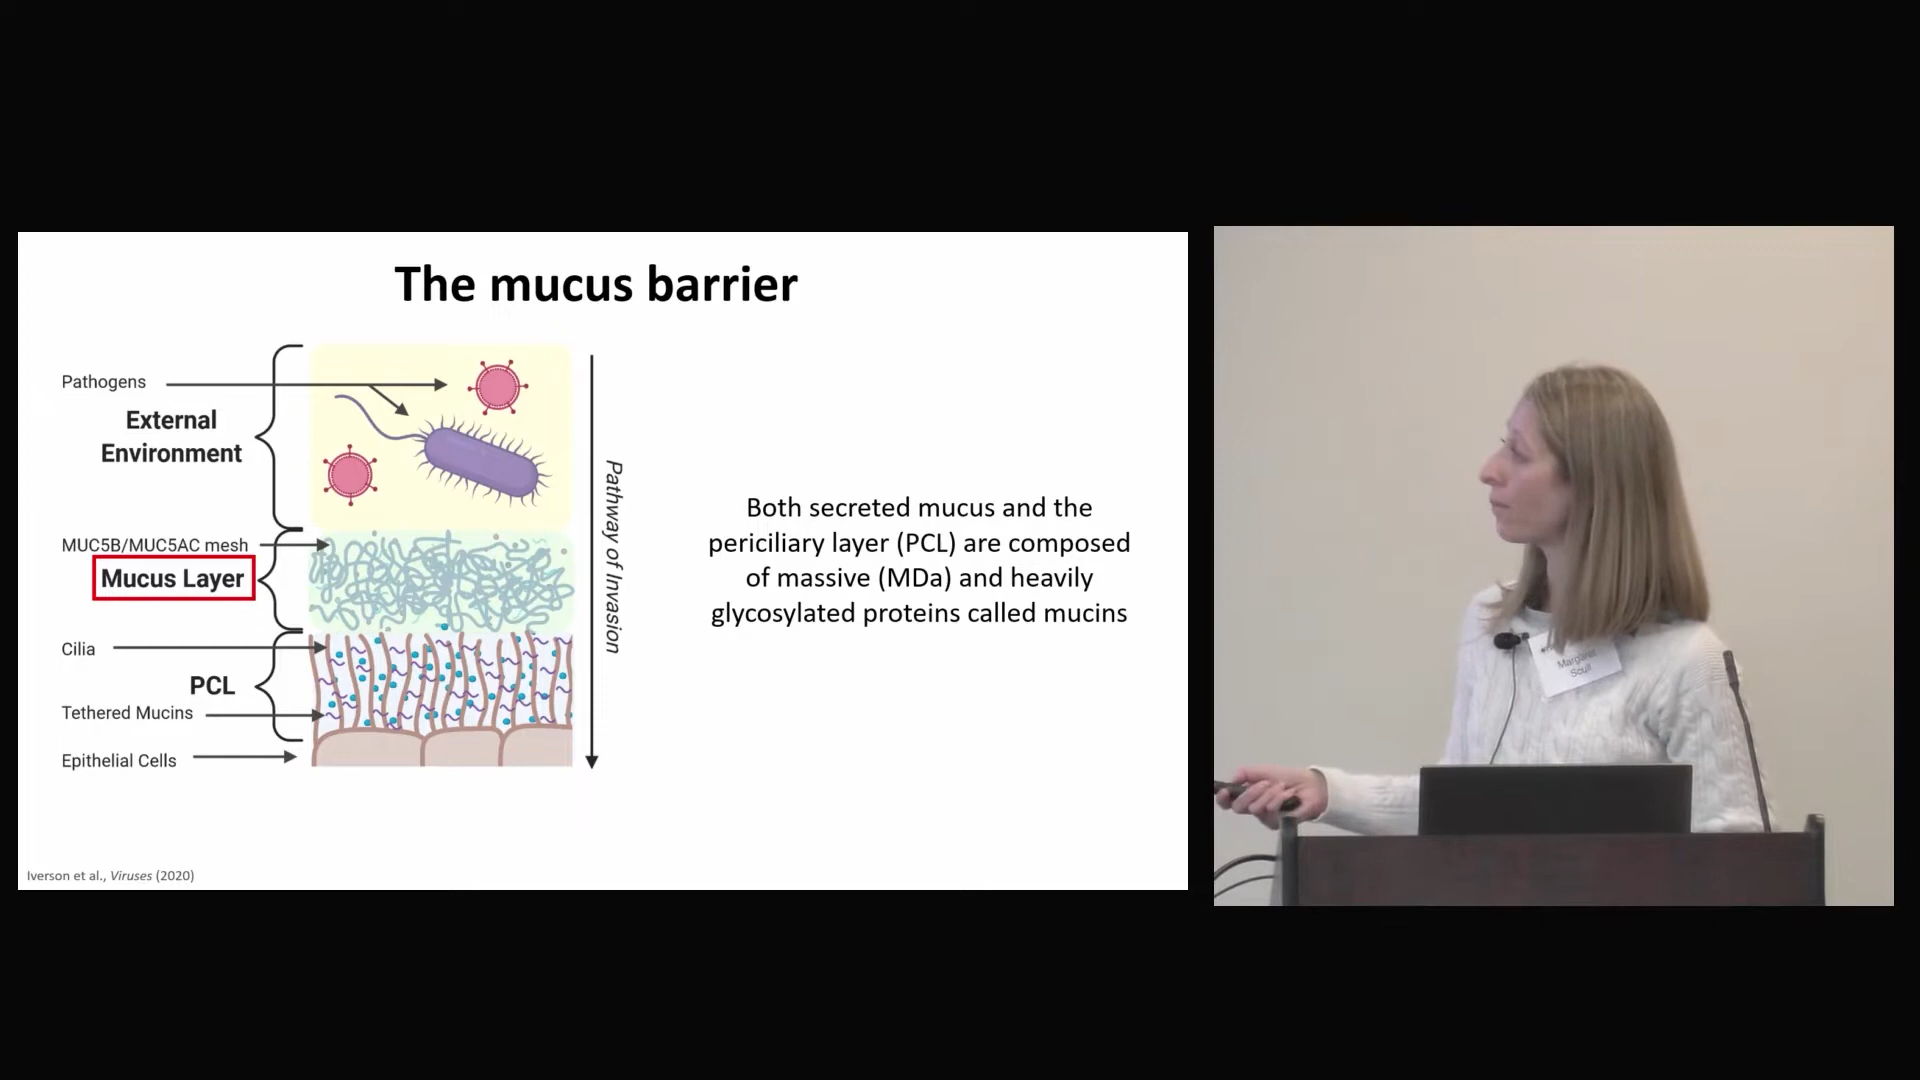 The mucus barrier
Pathogens
External
Environment
MUC5B/MUC5AC mesh
Mucus Layer
Cilia
PCL
Tethered Mucins
Epithelial Cells
Pathway of Invasion
Both secreted mucus and the
periciliary layer (PCL) are composed
of massive (MDa) and heavily
glycosylated proteins called mucins
Iverson et al., Viruses (2020)
Margaret
Scull